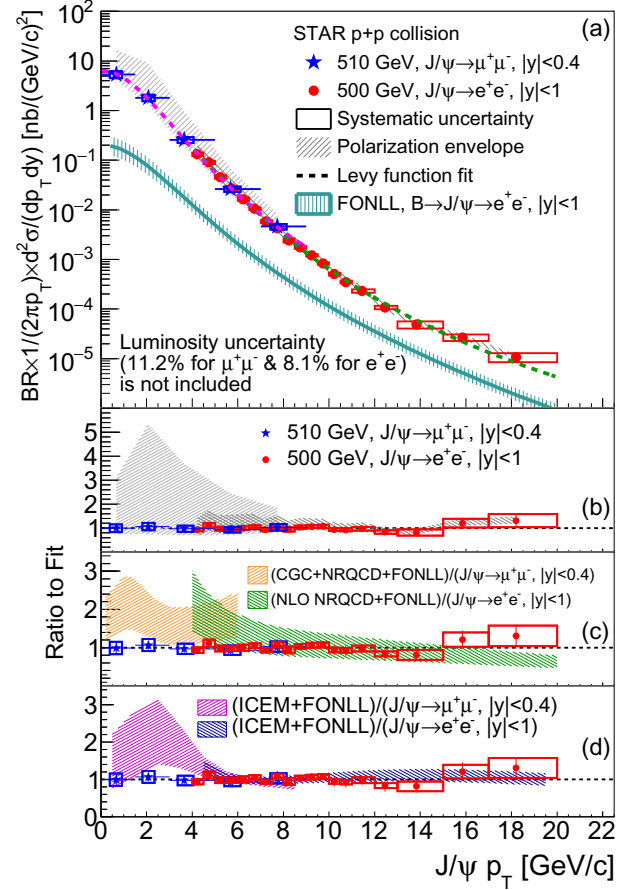 (a)
STAR p+p collision
510 GeV, J/ψ→μ⁺μ⁻, |y|<0.4
500 GeV, J/ψ→e⁺e⁻, |y|<1
Systematic uncertainty
Polarization envelope
Levy function fit
FONLL, B→J/ψ→e⁺e⁻, |y|<1
BR×1/(2πp_T)×d²σ/(dp_Tdy) [nb/(GeV/c)²]
10²
10
1
10⁻¹
10⁻²
10⁻³
10⁻⁴
10⁻⁵
Luminosity uncertainty
(11.2% for μ⁺μ⁻ & 8.1% for e⁺e⁻)
is not included
510 GeV, J/ψ→μ⁺μ⁻, |y|<0.4
500 GeV, J/ψ→e⁺e⁻, |y|<1
(b)
5
4
3
2
1
Ratio to Fit
(CGC+NRQCD+FONLL)/(J/ψ→μ⁺μ⁻, |y|<0.4)
(NLO NRQCD+FONLL)/(J/ψ→e⁺e⁻, |y|<1)
(c)
3
2
1
(ICEM+FONLL)/(J/ψ→μ⁺μ⁻, |y|<0.4)
(ICEM+FONLL)/(J/ψ→e⁺e⁻, |y|<1)
(d)
3
2
1
0
0 2 4 6 8 10 12 14 16 18 20 22
J/ψ p_T [GeV/c]